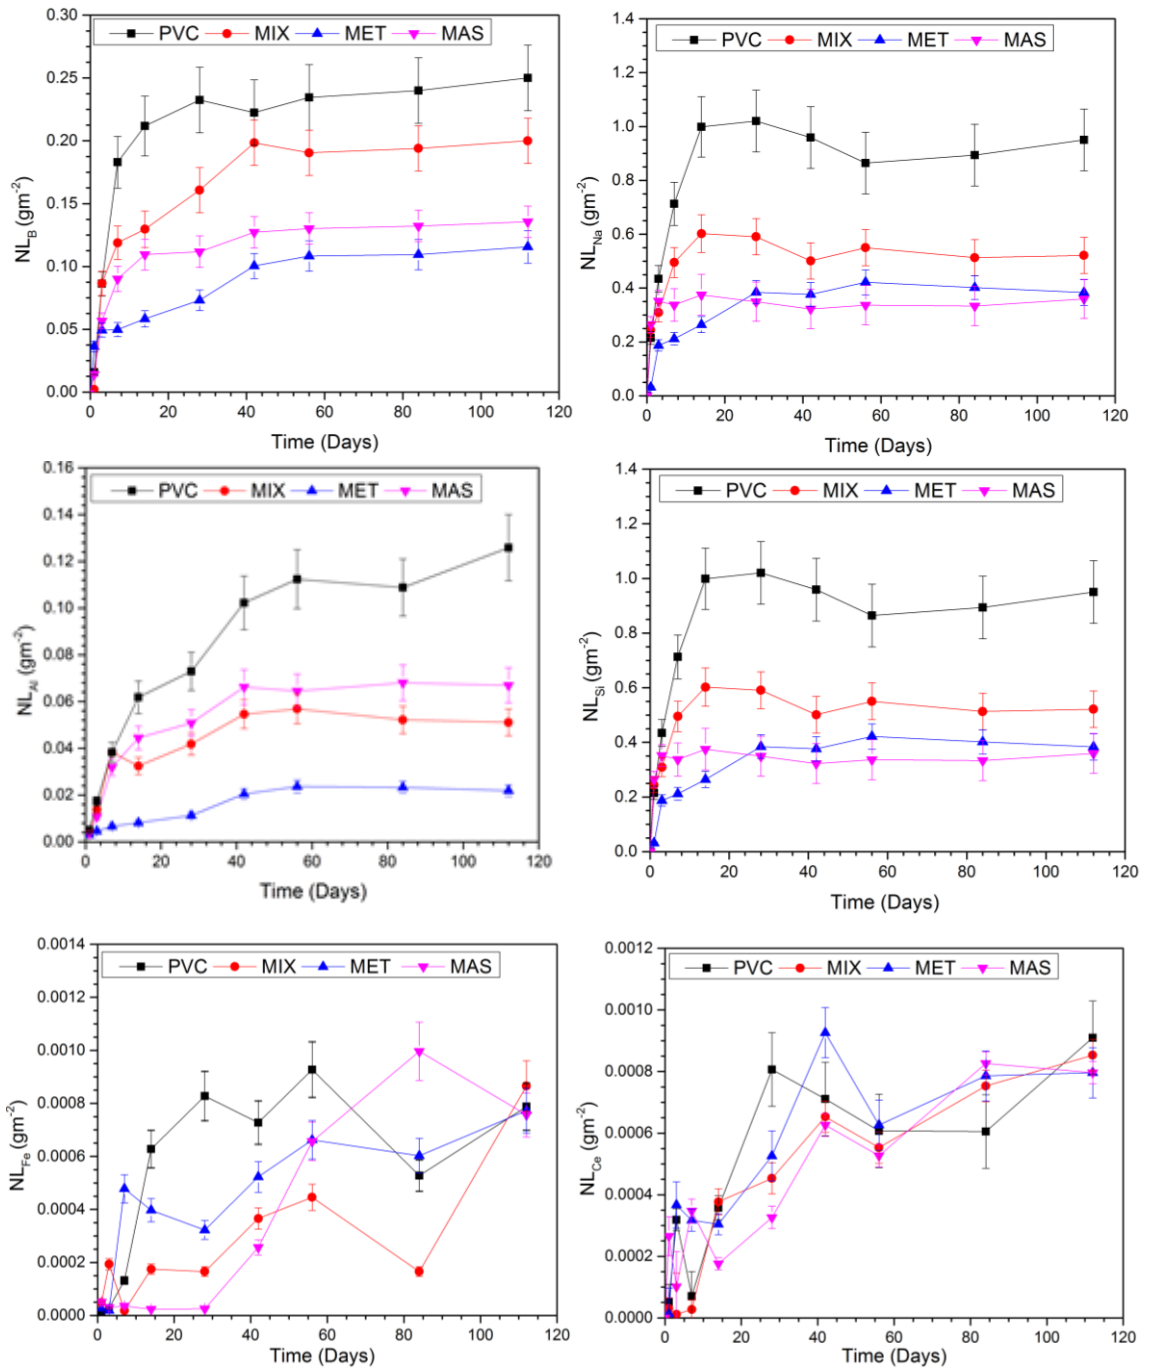 0.30
0.25
0.20
0.15
0.10
0.05
0.00
NL_B (gm⁻²)
PVC MIX MET MAS
0 20 40 60 80 100 120
Time (Days)
1.4
1.2
1.0
0.8
0.6
0.4
0.2
0.0
NL_Na (gm⁻²)
PVC MIX MET MAS
0 20 40 60 80 100 120
Time (Days)
0.16
0.14
0.12
0.10
0.08
0.06
0.04
0.02
0.00
NL_Al (gm⁻²)
PVC MIX MET MAS
0 20 40 60 80 100 120
Time (Days)
1.4
1.2
1.0
0.8
0.6
0.4
0.2
0.0
NL_Si (gm⁻²)
PVC MIX MET MAS
0 20 40 60 80 100 120
Time (Days)
0.0014
0.0012
0.0010
0.0008
0.0006
0.0004
0.0002
0.0000
NL_Fe (gm⁻²)
PVC MIX MET MAS
0 20 40 60 80 100 120
Time (Days)
0.0012
0.0010
0.0008
0.0006
0.0004
0.0002
0.0000
NL_Ce (gm⁻²)
PVC MIX MET MAS
0 20 40 60 80 100 120
Time (Days)